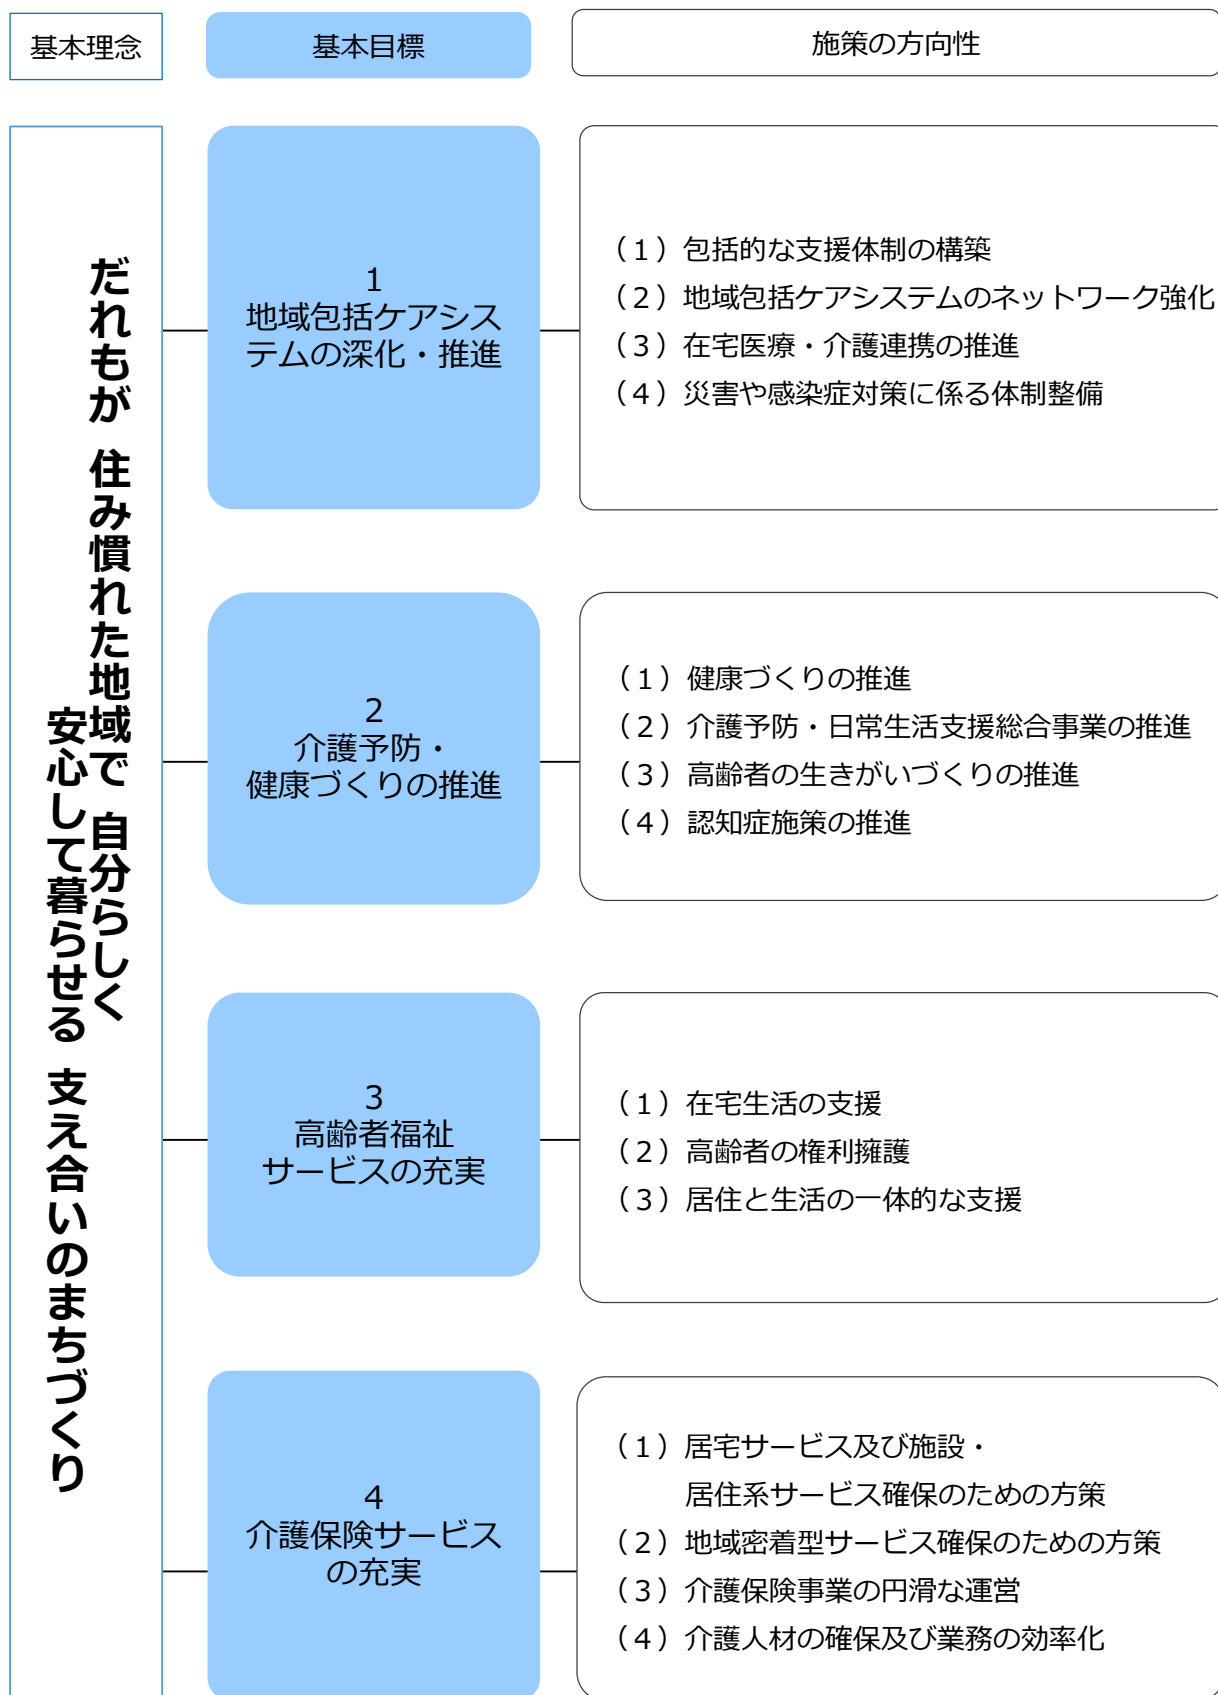 基本理念
基本目標
施策の方向性
だれもが 住み慣れた地域で 自分らしく
安心して暮らせる 支え合いのまちづくり
1
地域包括ケアシス
テムの深化・推進
（１）包括的な支援体制の構築
（２）地域包括ケアシステムのネットワーク強化
（３）在宅医療・介護連携の推進
（４）災害や感染症対策に係る体制整備
2
介護予防・
健康づくりの推進
（１）健康づくりの推進
（２）介護予防・日常生活支援総合事業の推進
（３）高齢者の生きがいづくりの推進
（４）認知症施策の推進
3
高齢者福祉
サービスの充実
（１）在宅生活の支援
（２）高齢者の権利擁護
（３）居住と生活の一体的な支援
4
介護保険サービス
の充実
（１）居宅サービス及び施設・
居住系サービス確保のための方策
（２）地域密着型サービス確保のための方策
（３）介護保険事業の円滑な運営
（４）介護人材の確保及び業務の効率化